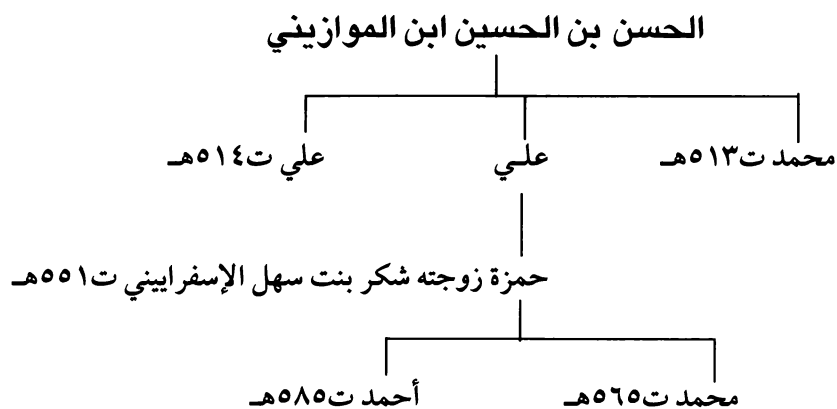 الحسن بن الحسين ابن الموازيني
محمد ت٥١٣هـ علي علي ت٥١٤هـ
حمزة زوجته شكر بنت سهل الإسفراييني ت٥٥١هـ
محمد ت٥٦٥هـ أحمد ت٥٨٥هـ